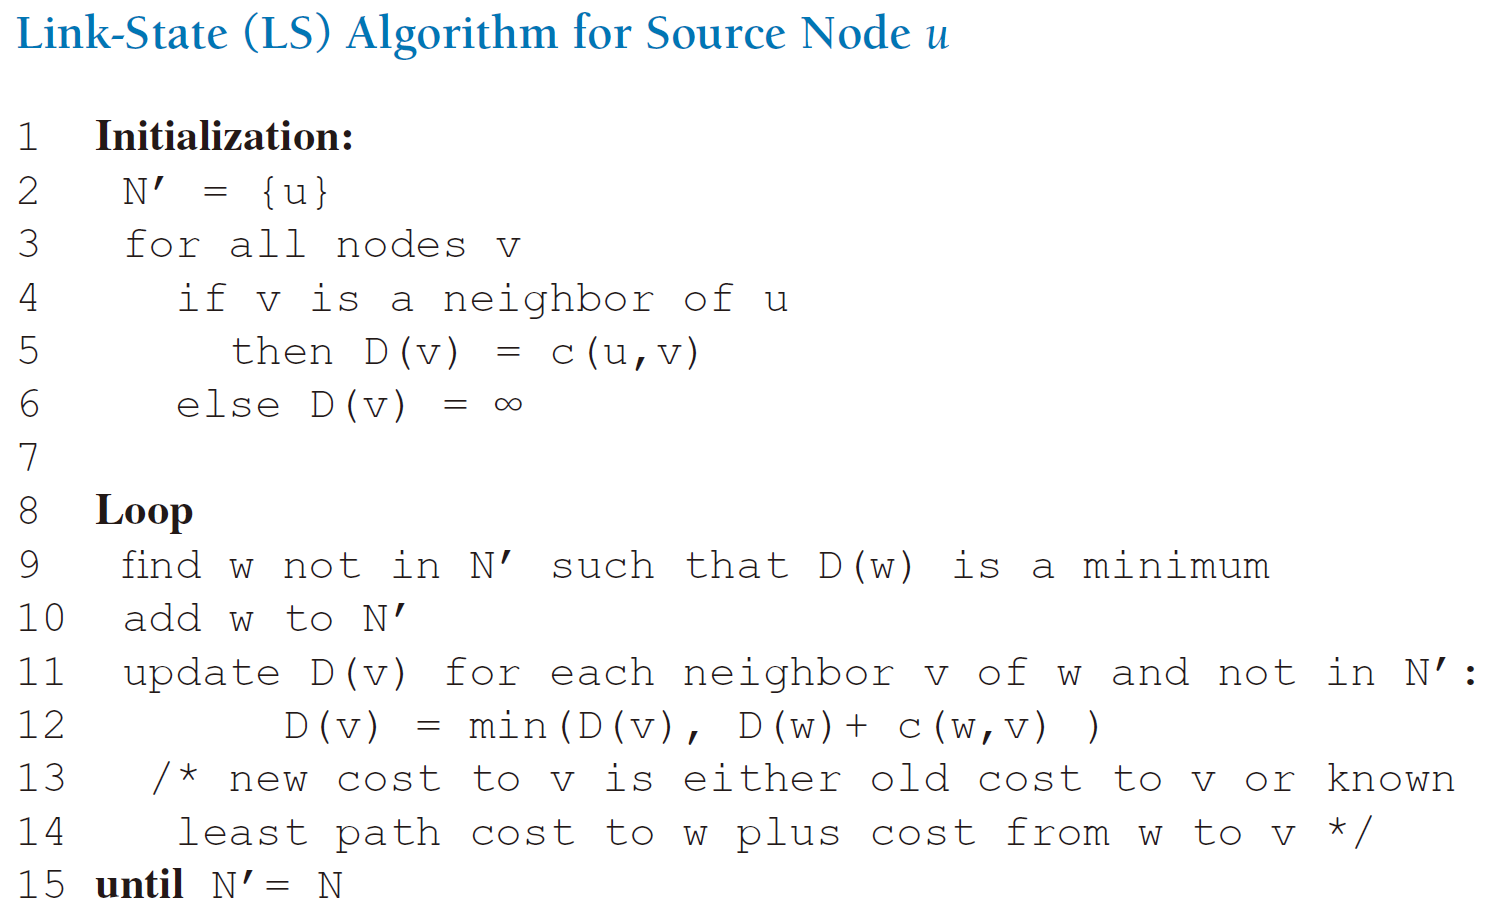 Link-State (LS) Algorithm for Source Node u
1 Initialization:
2 N′ = {u}
3 for all nodes v
4 if v is a neighbor of u
5 then D(v) = c(u,v)
6 else D(v) = ∞
7
8 Loop
9 find w not in N′ such that D(w) is a minimum
10 add w to N′
11 update D(v) for each neighbor v of w and not in N′:
12 D(v) = min(D(v), D(w)+ c(w,v) )
13 /* new cost to v is either old cost to v or known
14 least path cost to w plus cost from w to v */
15 until N′= N